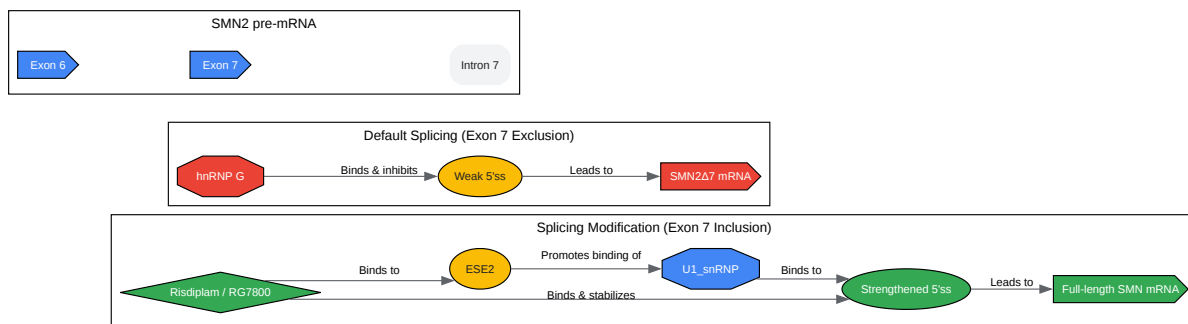 SMN2 pre-mRNA
Exon 6
Exon 7
Intron 7
Default Splicing (Exon 7 Exclusion)
hnRNP G
Binds & inhibits
Weak 5'ss
Leads to
SMN2Δ7 mRNA
Splicing Modification (Exon 7 Inclusion)
Risdiplam / RG7800
Binds to
ESE2
Promotes binding of
U1_snRNP
Binds to
Binds & stabilizes
Strengthened 5'ss
Leads to
Full-length SMN mRNA